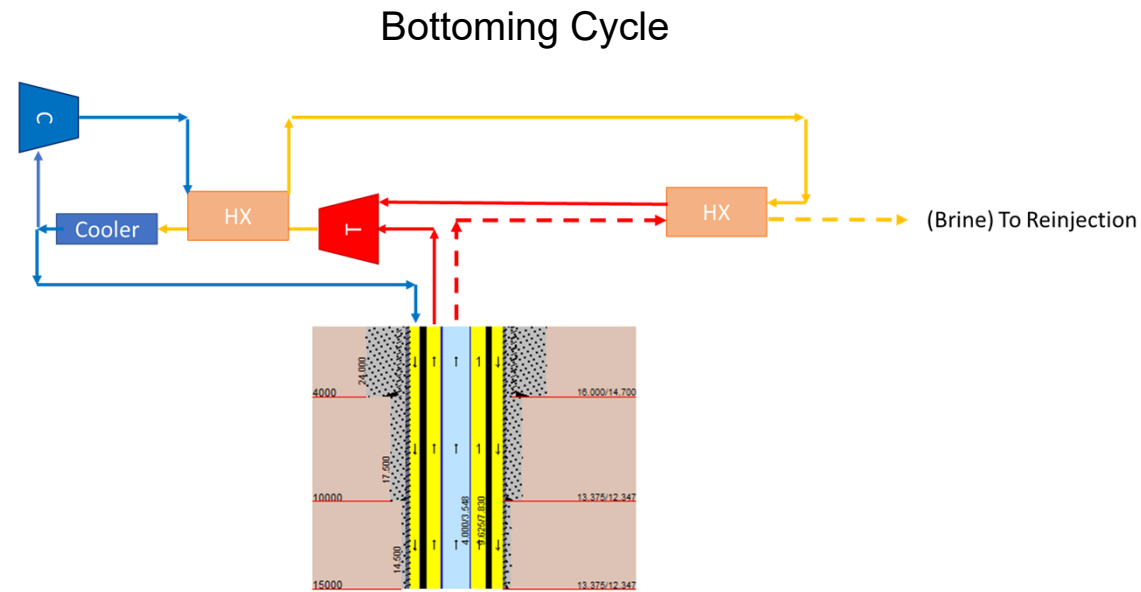 Bottoming Cycle
C
HX
T
HX
Cooler
(Brine) To Reinjection
24.000
4000
16.000/14.700
17.500
10000
13.375/12.347
4.000/3.548
9.625/7.830
14.500
15000
13.375/12.347